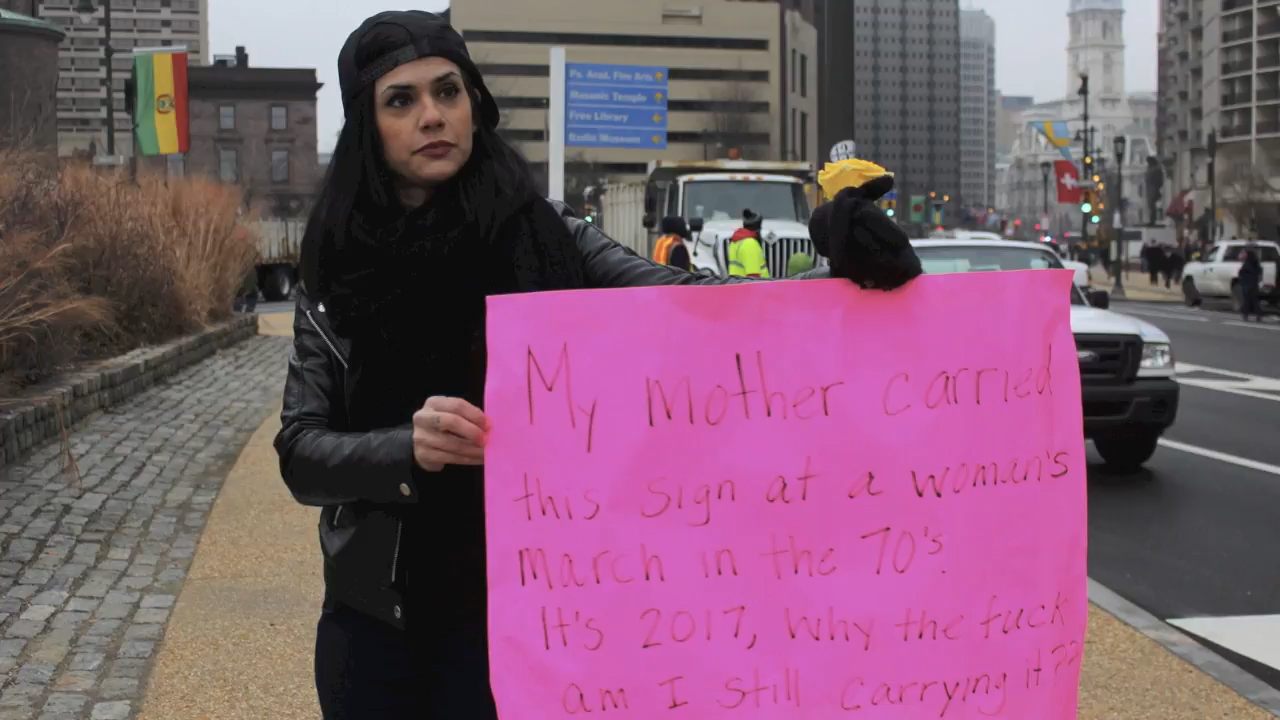 Pa. Acad. Fine Arts
Masonic Temple
Free Library
Rodin Museum
My Mother carried
this sign at a woman's
March in the 70's.
It's 2017, Why the fuck
am I still carrying it??